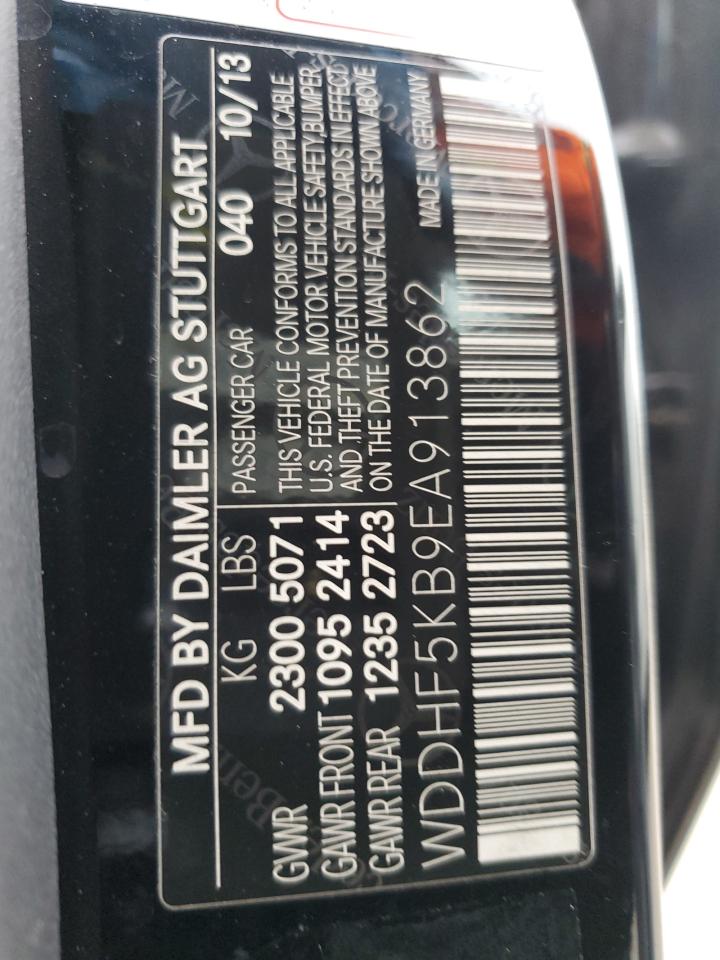 MFD BY DAIMLER AG STUTTGART
KG LBS PASSENGER CAR 040 10/13
GVWR 2300 5071 THIS VEHICLE CONFORMS TO ALL APPLICABLE
GAWR FRONT 1095 2414 U.S. FEDERAL MOTOR VEHICLE SAFETY,BUMPER
GAWR REAR 1235 2723 AND THEFT PREVENTION STANDARDS IN EFFECT
ON THE DATE OF MANUFACTURE SHOWN ABOVE
WDDHF5KB9EA913862 MADE IN GERMANY